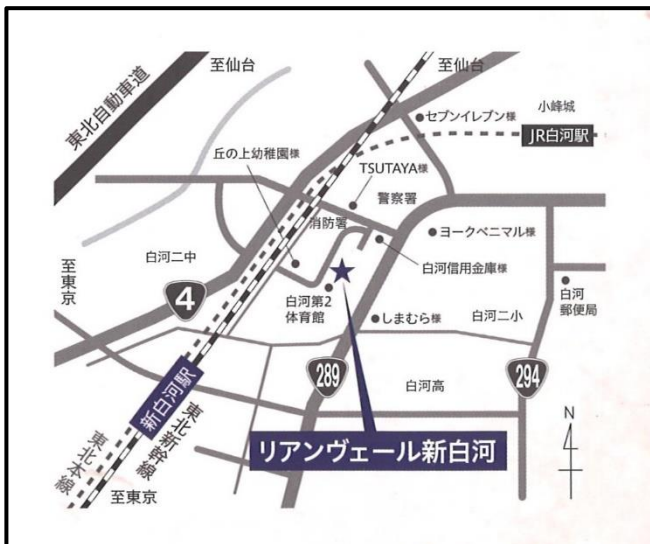 至仙台
至仙台
東北自動車道
セブンイレブン様
小峰城
JR白河駅
丘の上幼稚園様
TSUTAYA様
警察署
消防署
ヨークベニマル様
白河信用金庫様
白河二中
至東京
4
白河第2
体育館
しまむら様
白河二小
白河
郵便局
289
294
白河高
新白河駅
東北新幹線
東北本線
至東京
リアンヴェール新白河
N